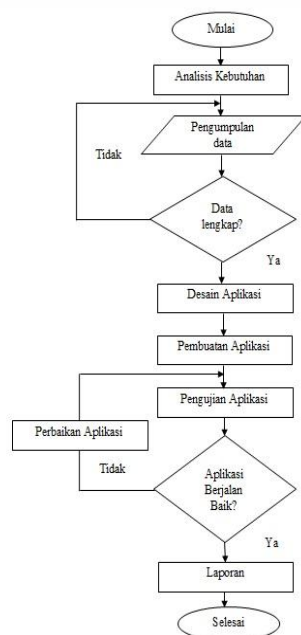 Mulai
Analisis Kebutuhan
Pengumpulan
data
Tidak
Data
lengkap?
Ya
Desain Aplikasi
Pembuatan Aplikasi
Pengujian Aplikasi
Perbaikan Aplikasi
Tidak
Aplikasi
Berjalan
Baik?
Ya
Laporan
Selesai